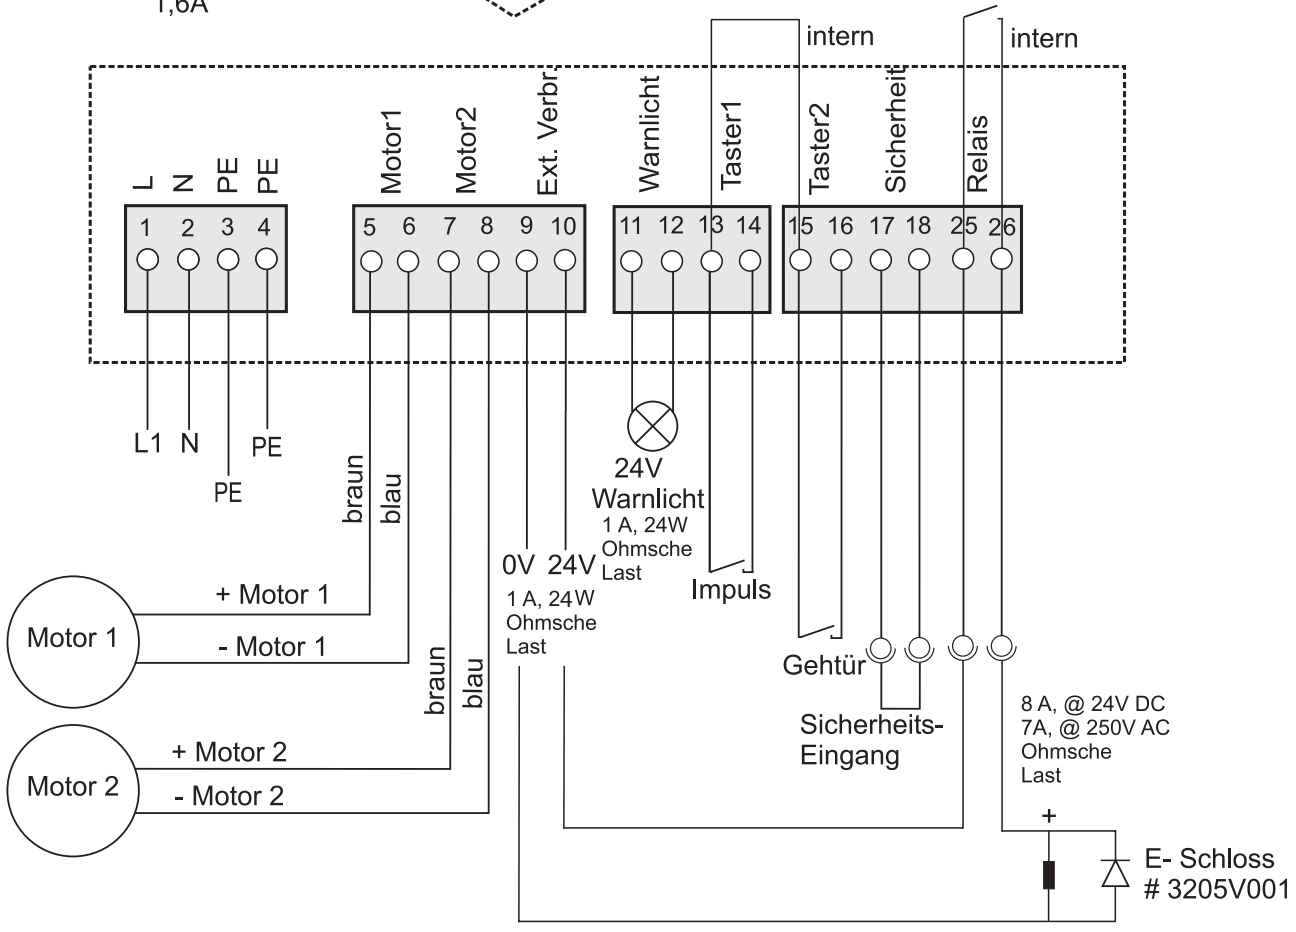 1,6A
intern
intern
L
N
PE
PE
Motor1
Motor2
Ext. Verbr.
Warnlicht
Taster1
Taster2
Sicherheit
Relais
1 2 3 4
5 6 7 8 9 10
11 12 13 14
15 16 17 18 25 26
L1 N
PE
PE
braun
blau
24V
Warnlicht
1 A, 24W
Ohmsche
Last
0V 24V
1 A, 24W
Ohmsche
Last
Impuls
Motor 1
+ Motor 1
- Motor 1
braun
blau
Gehtür
Sicherheits-
Eingang
8 A, @ 24V DC
7A, @ 250V AC
Ohmsche
Last
Motor 2
+ Motor 2
- Motor 2
+
E- Schloss
# 3205V001